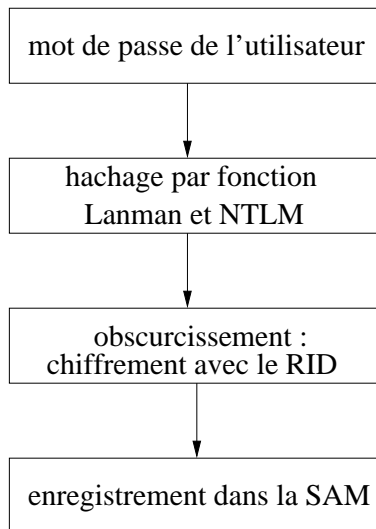 mot de passe de l’utilisateur
hachage par fonction
Lanman et NTLM
obscurcissement :
chiffrement avec le RID
enregistrement dans la SAM